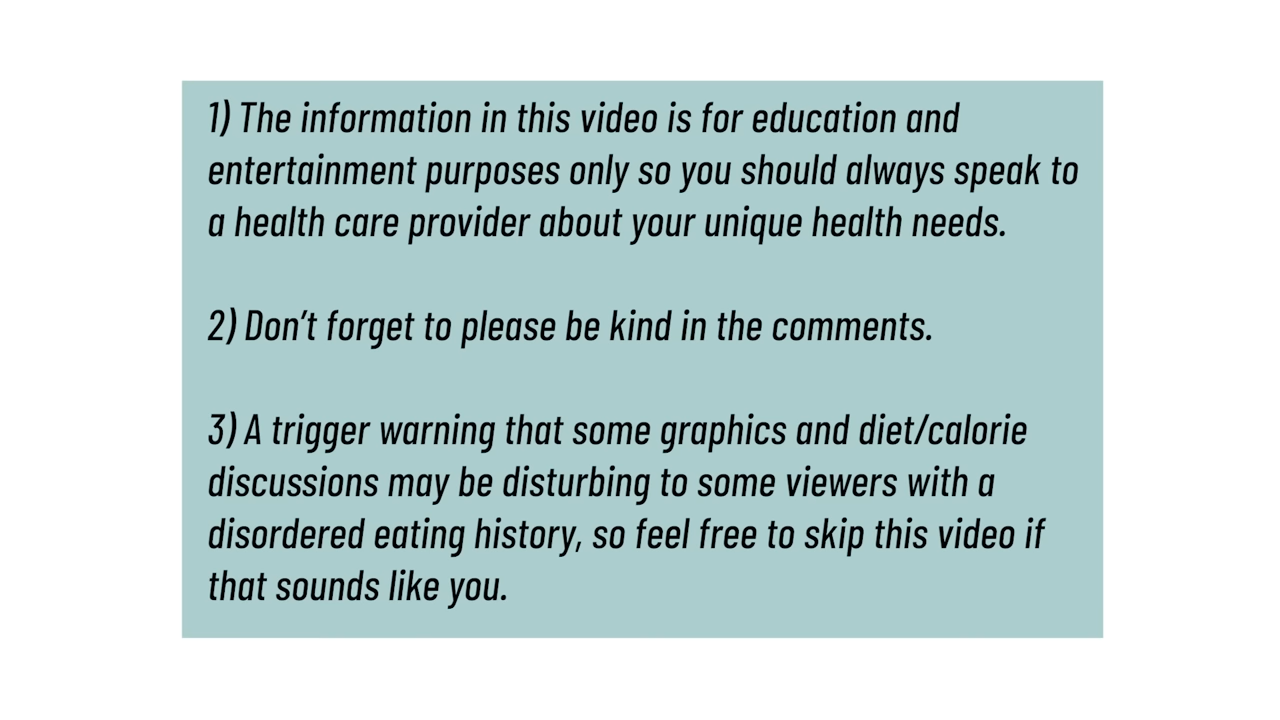 1) The information in this video is for education and
entertainment purposes only so you should always speak to
a health care provider about your unique health needs.
2) Don’t forget to please be kind in the comments.
3) A trigger warning that some graphics and diet/calorie
discussions may be disturbing to some viewers with a
disordered eating history, so feel free to skip this video if
that sounds like you.